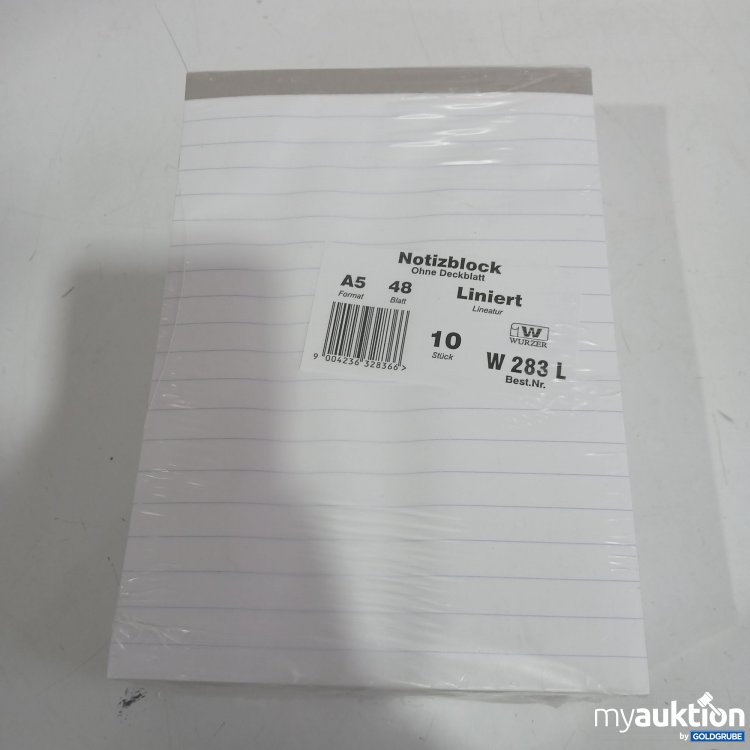 Notizblock
Ohne Deckblatt
A5 48 Liniert
Format Blatt Lineatur
10 W WURZER
Stück
W 283 L
Best.Nr.
9 004236 328366>
myauktion
by GOLDGRUBE